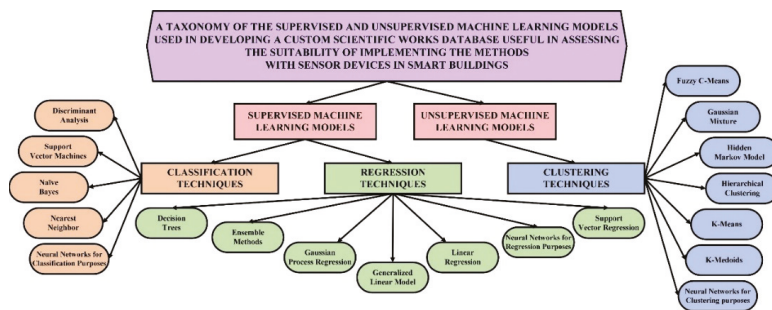 A TAXONOMY OF THE SUPERVISED AND UNSUPERVISED MACHINE LEARNING MODELS
USED IN DEVELOPING A CUSTOM SCIENTIFIC WORKS DATABASE USEFUL IN ASSESSING
THE SUITABILITY OF IMPLEMENTING THE METHODS
WITH SENSOR DEVICES IN SMART BUILDINGS
SUPERVISED MACHINE
LEARNING MODELS
UNSUPERVISED MACHINE
LEARNING MODELS
CLASSIFICATION
TECHNIQUES
REGRESSION
TECHNIQUES
CLUSTERING
TECHNIQUES
Discriminant
Analysis
Support
Vector Machines
Naïve
Bayes
Nearest
Neighbor
Neural Networks for
Classification Purposes
Decision
Trees
Ensemble
Methods
Gaussian
Process Regression
Generalized
Linear Model
Linear
Regression
Neural Networks for
Regression Purposes
Support
Vector Regression
Fuzzy C-Means
Gaussian
Mixture
Hidden
Markov Model
Hierarchical
Clustering
K-Means
K-Medoids
Neural Networks for
Clustering purposes